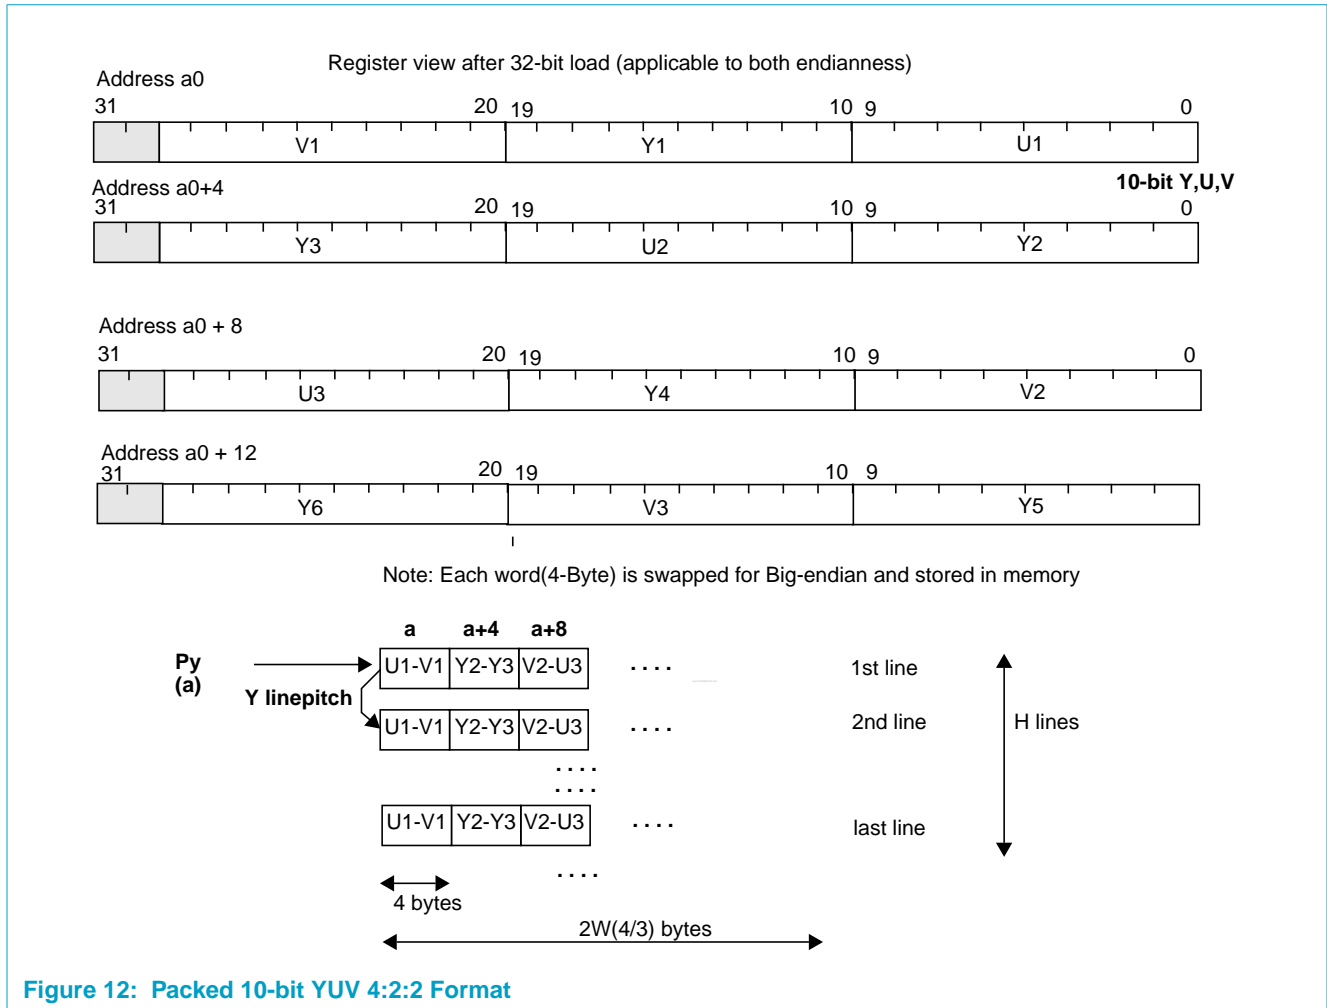 Register view after 32-bit load (applicable to both endianness)
Address a0
31 20 19 10 9 0
V1 Y1 U1
10-bit Y,U,V
Address a0+4
31 20 19 10 9 0
Y3 U2 Y2
Address a0 + 8
31 20 19 10 9 0
U3 Y4 V2
Address a0 + 12
31 20 19 10 9
Y6 V3 Y5
Note: Each word(4-Byte) is swapped for Big-endian and stored in memory
a a+4 a+8
Py
(a)
U1-V1 Y2-Y3 V2-U3 .... 1st line
Y linepitch
U1-V1 Y2-Y3 V2-U3 .... 2nd line
H lines
....
....
U1-V1 Y2-Y3 V2-U3 .... last line
....
4 bytes
2W(4/3) bytes
Figure 12: Packed 10-bit YUV 4:2:2 Format